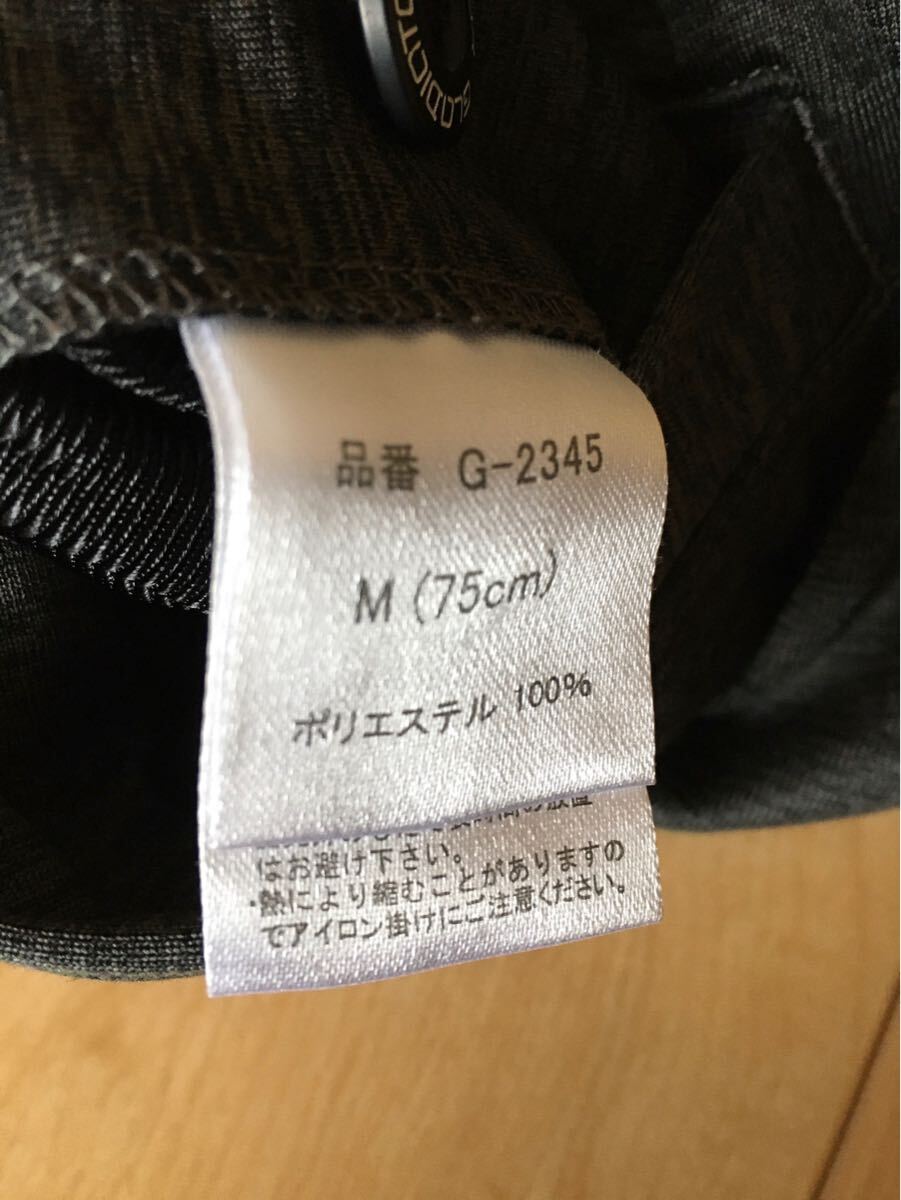 GLADIATO
品番 G-2345
M (75cm)
ポリエステル 100%
はお避け下さい。
・熱により縮むことがありますの
でアイロン掛けにご注意ください。